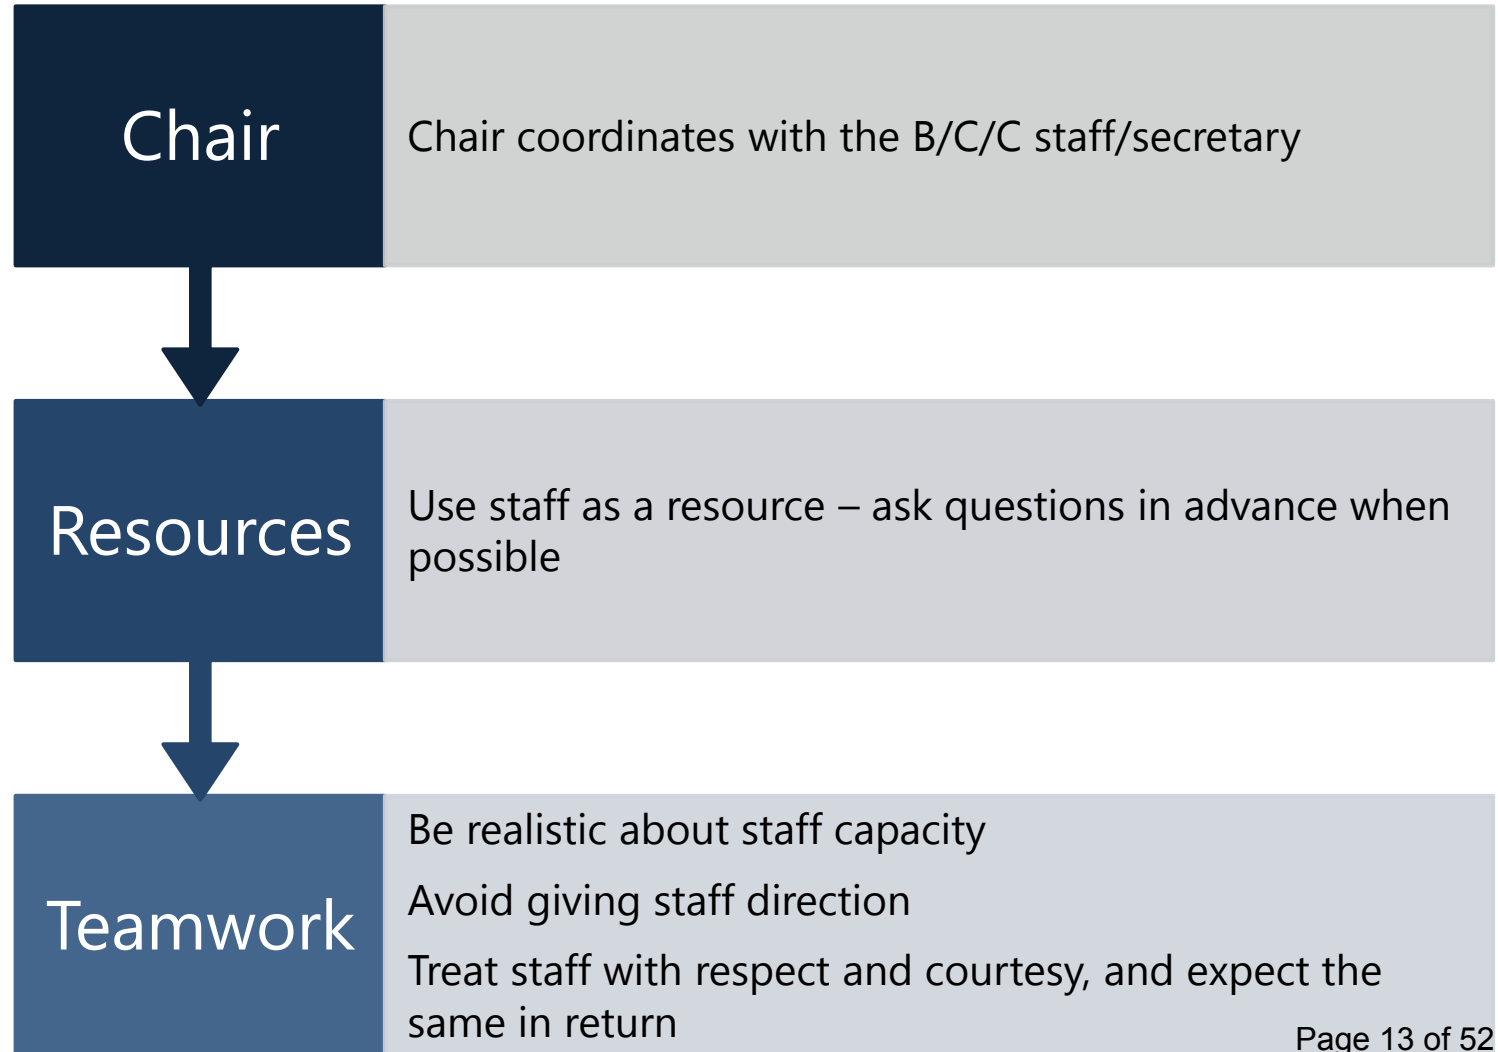 Chair
Chair coordinates with the B/C/C staff/secretary
Resources
Use staff as a resource – ask questions in advance when
possible
Teamwork
Be realistic about staff capacity
Avoid giving staff direction
Treat staff with respect and courtesy, and expect the
same in return
Page 13 of 52